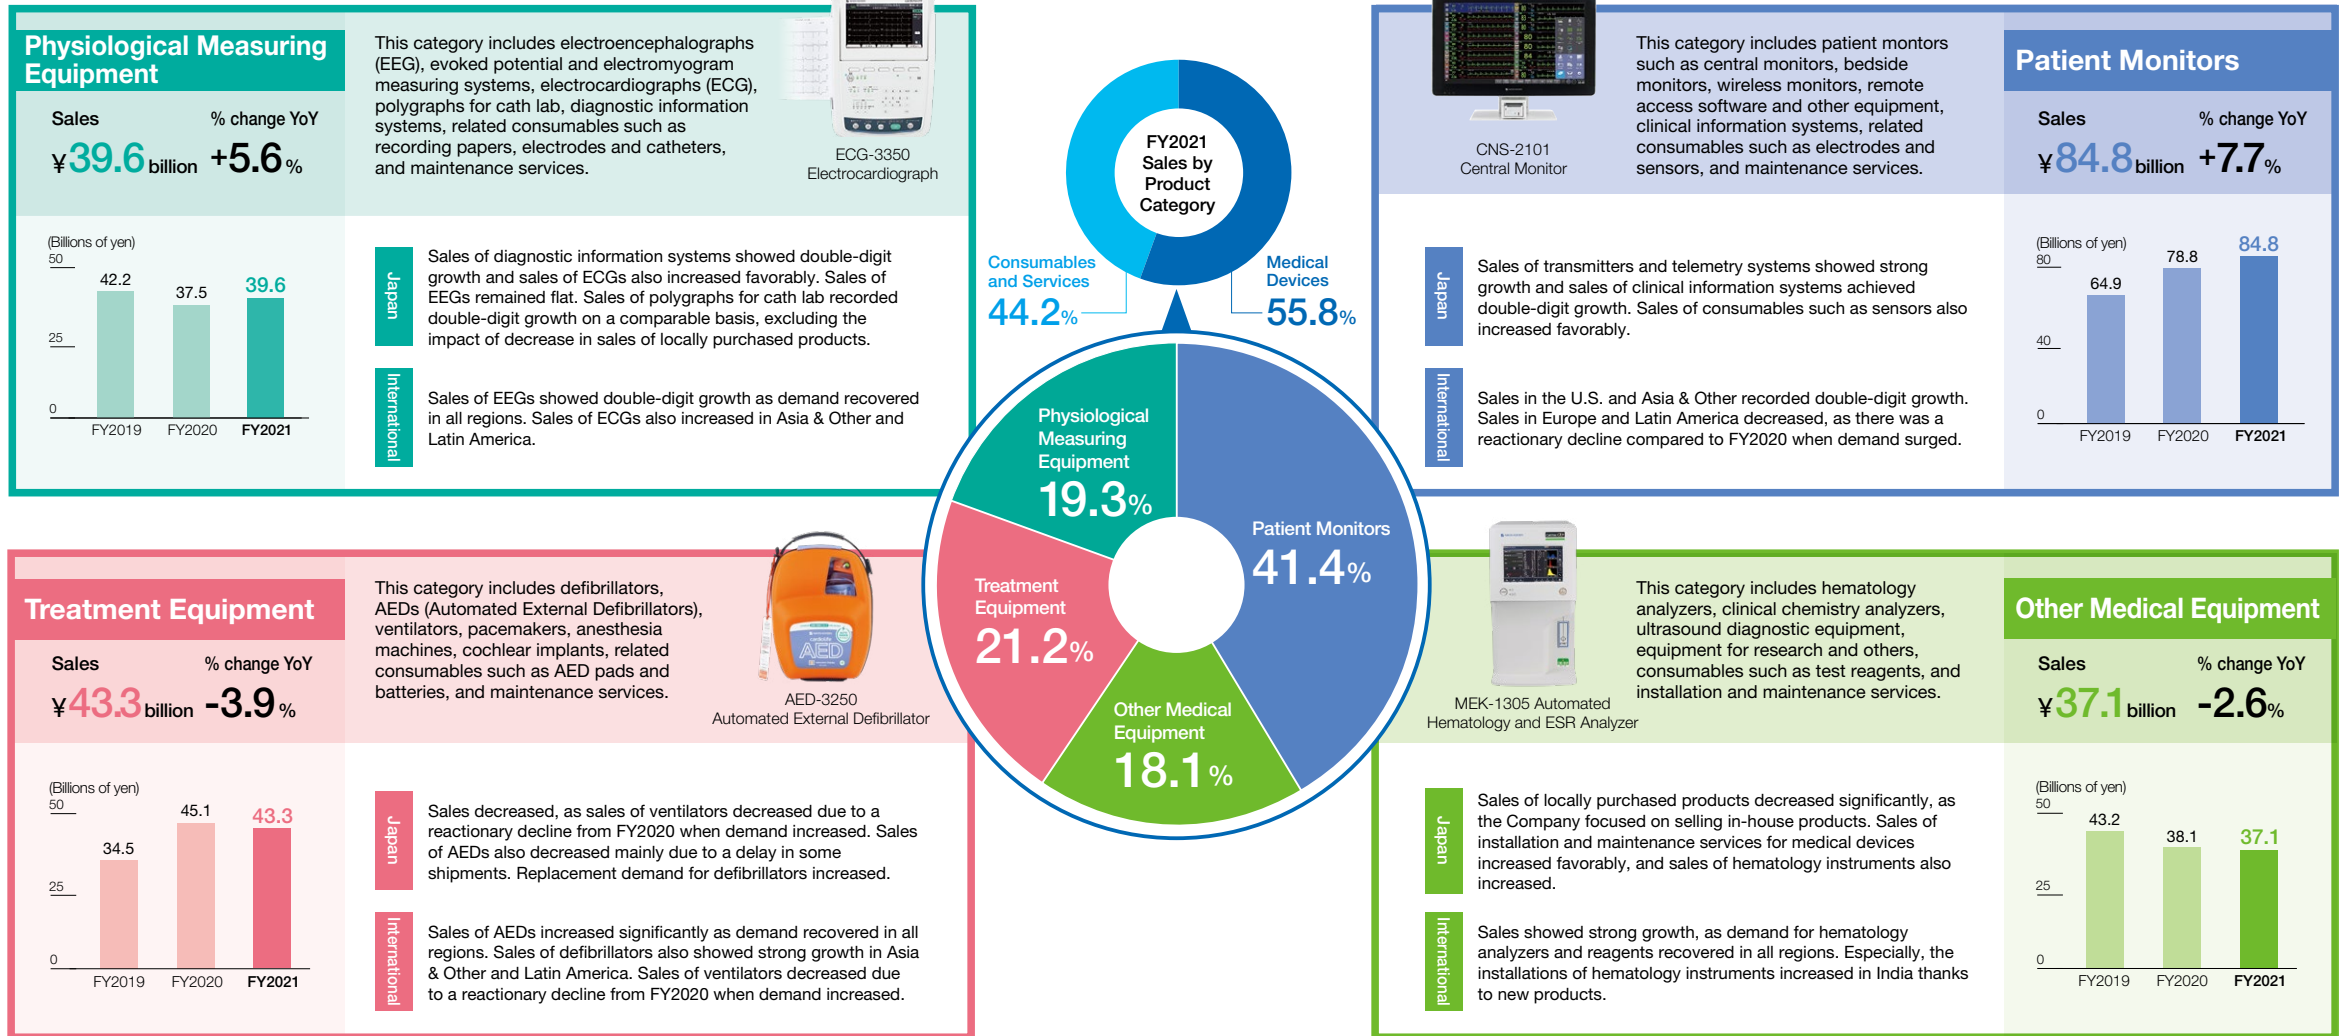 Physiological Measuring
Equipment
Sales
% change YoY
¥39.6 billion +5.6%
This category includes electroencephalographs
(EEG), evoked potential and electromyogram
measuring systems, electrocardiographs (ECG),
polygraphs for cath lab, diagnostic information
systems, related consumables such as
recording papers, electrodes and catheters,
and maintenance services.
ECG-3350
Electrocardiograph
(Billions of yen)
50
25
0
42.2
37.5
39.6
FY2019
FY2020
FY2021
Japan
Sales of diagnostic information systems showed double-digit
growth and sales of ECGs also increased favorably. Sales of
EEGs remained flat. Sales of polygraphs for cath lab recorded
double-digit growth on a comparable basis, excluding the
impact of decrease in sales of locally purchased products.
International
Sales of EEGs showed double-digit growth as demand recovered
in all regions. Sales of ECGs also increased in Asia & Other and
Latin America.
FY2021
Sales by
Product
Category
Consumables
and Services
44.2%
Medical
Devices
55.8%
Physiological
Measuring
Equipment
19.3%
Patient Monitors
41.4%
Treatment
Equipment
21.2%
Other Medical
Equipment
18.1%
CNS-2101
Central Monitor
This category includes patient montors
such as central monitors, bedside
monitors, wireless monitors, remote
access software and other equipment,
clinical information systems, related
consumables such as electrodes and
sensors, and maintenance services.
Patient Monitors
Sales
% change YoY
¥84.8 billion +7.7%
Japan
Sales of transmitters and telemetry systems showed strong
growth and sales of clinical information systems achieved
double-digit growth. Sales of consumables such as sensors also
increased favorably.
International
Sales in the U.S. and Asia & Other recorded double-digit growth.
Sales in Europe and Latin America decreased, as there was a
reactionary decline compared to FY2020 when demand surged.
(Billions of yen)
80
40
0
64.9
78.8
84.8
FY2019
FY2020
FY2021
Treatment Equipment
Sales
% change YoY
¥43.3 billion -3.9%
This category includes defibrillators,
AEDs (Automated External Defibrillators),
ventilators, pacemakers, anesthesia
machines, cochlear implants, related
consumables such as AED pads and
batteries, and maintenance services.
AED
AED-3250
Automated External Defibrillator
(Billions of yen)
50
25
0
34.5
45.1
43.3
FY2019
FY2020
FY2021
Japan
Sales decreased, as sales of ventilators decreased due to a
reactionary decline from FY2020 when demand increased. Sales
of AEDs also decreased mainly due to a delay in some
shipments. Replacement demand for defibrillators increased.
International
Sales of AEDs increased significantly as demand recovered in all
regions. Sales of defibrillators also showed strong growth in Asia
& Other and Latin America. Sales of ventilators decreased due
to a reactionary decline from FY2020 when demand increased.
MEK-1305 Automated
Hematology and ESR Analyzer
This category includes hematology
analyzers, clinical chemistry analyzers,
ultrasound diagnostic equipment,
equipment for research and others,
consumables such as test reagents, and
installation and maintenance services.
Other Medical Equipment
Sales
% change YoY
¥37.1 billion -2.6%
Japan
Sales of locally purchased products decreased significantly, as
the Company focused on selling in-house products. Sales of
installation and maintenance services for medical devices
increased favorably, and sales of hematology instruments also
increased.
International
Sales showed strong growth, as demand for hematology
analyzers and reagents recovered in all regions. Especially, the
installations of hematology instruments increased in India thanks
to new products.
(Billions of yen)
50
25
0
43.2
38.1
37.1
FY2019
FY2020
FY2021